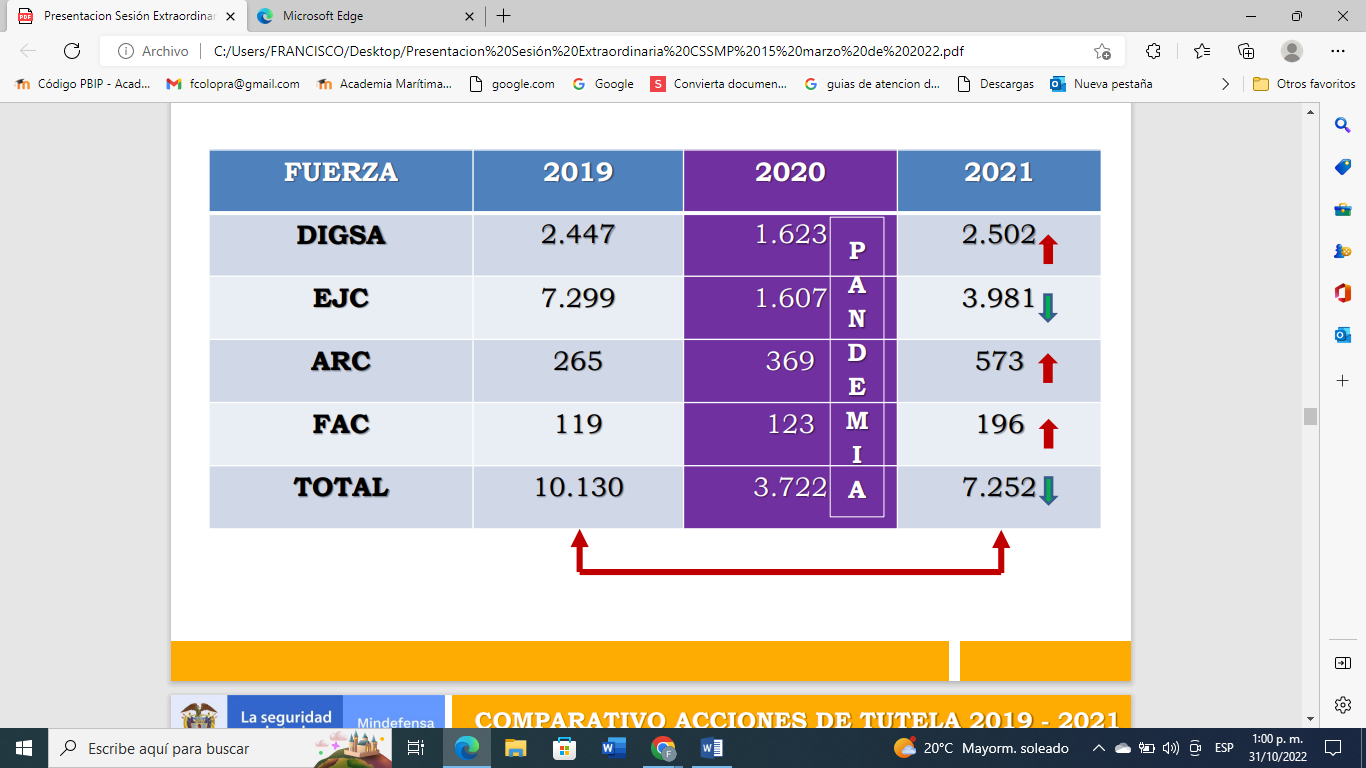 Presentacion Sesión Extraordinar
Microsoft Edge
Archivo
C:/Users/FRANCISCO/Desktop/Presentacion%20Sesión%20Extraordinaria%20CSSMP%2015%20marzo%20de%202022.pdf
Código PBIP - Acad...
fcolopra@gmail.com
Academia Marítima...
google.com
Google
Convierta documen...
guias de atencion d...
Descargas
Nueva pestaña
Otros favoritos
FUERZA 2019 2020 2021
DIGSA 2.447 1.623 2.502
EJC 7.299 1.607 3.981
ARC 265 369 573
FAC 119 123 196
TOTAL 10.130 3.722 7.252
PANDEMIA
La seguridad
Mindefensa
COMPARATIVO ACCIONES DE TUTELA 2019 - 2021
Escribe aquí para buscar
20°C Mayorm. soleado
ESP
1:00 p. m.
31/10/2022